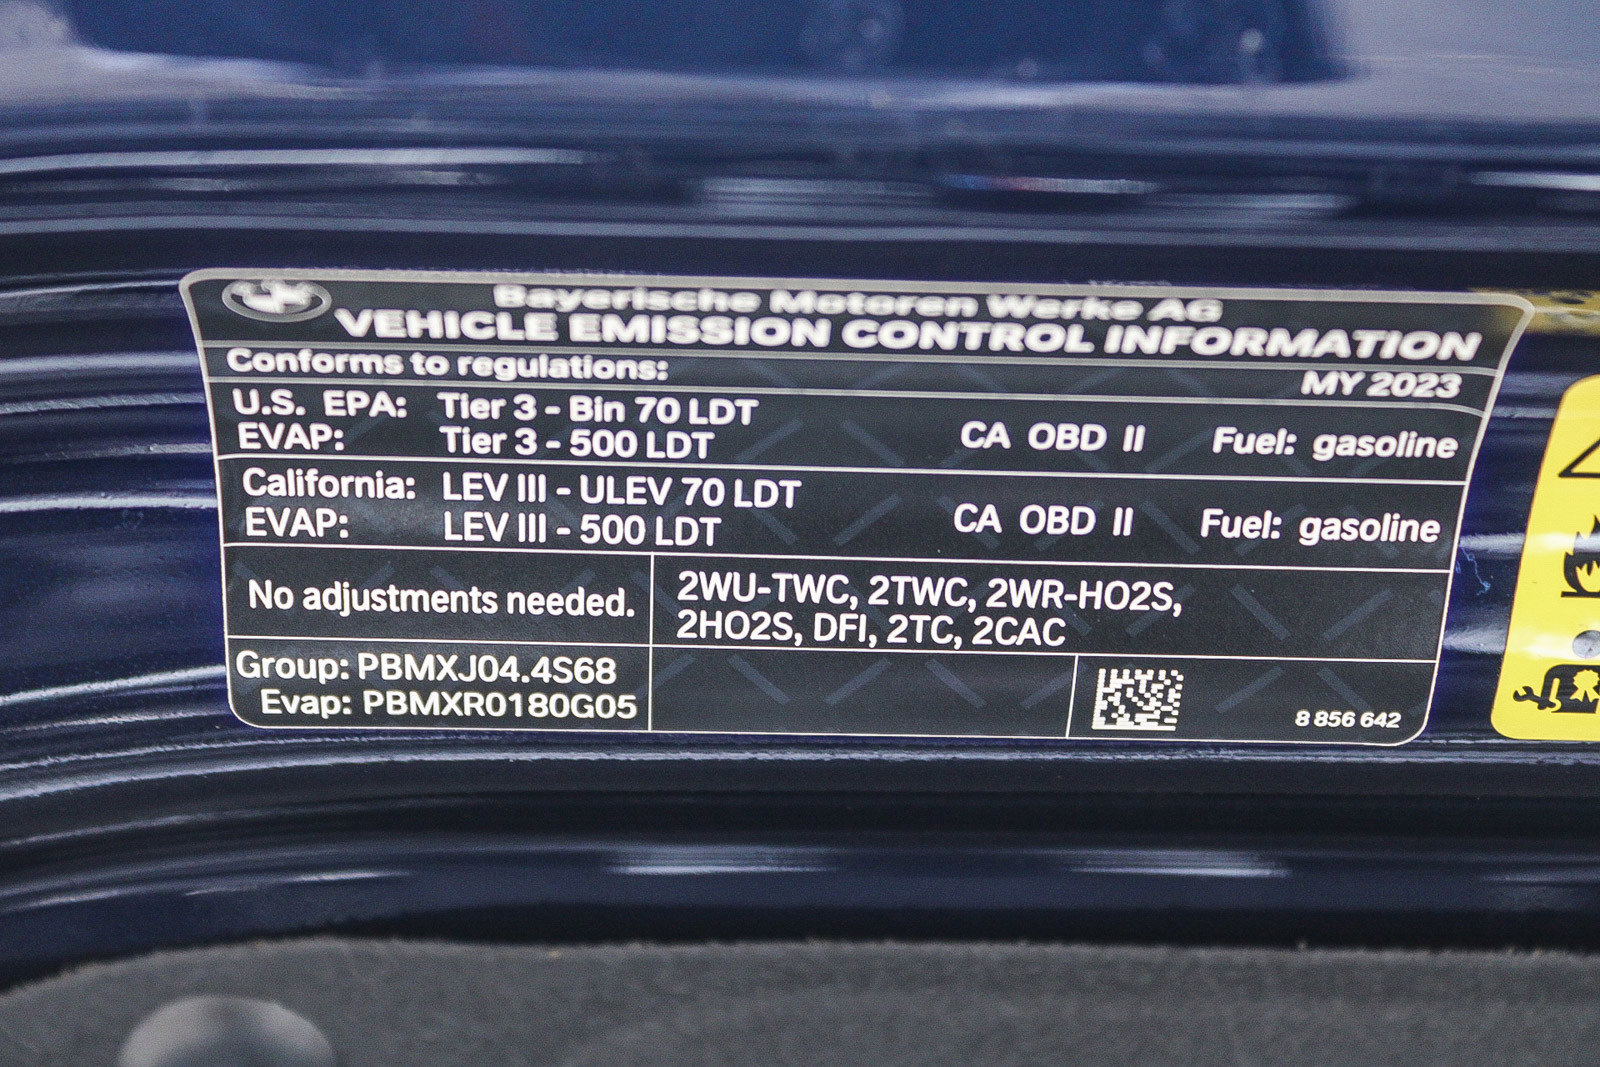 Bayerische Motoren Werke AG
VEHICLE EMISSION CONTROL INFORMATION
Conforms to regulations: MY 2023
U.S. EPA: Tier 3 - Bin 70 LDT
EVAP: Tier 3 - 500 LDT CA OBD II Fuel: gasoline
California: LEV III - ULEV 70 LDT
EVAP: LEV III - 500 LDT CA OBD II Fuel: gasoline
No adjustments needed.
2WU-TWC, 2TWC, 2WR-HO2S,
2HO2S, DFI, 2TC, 2CAC
Group: PBMXJ04.4S68
Evap: PBMXR0180G05
8 856 642